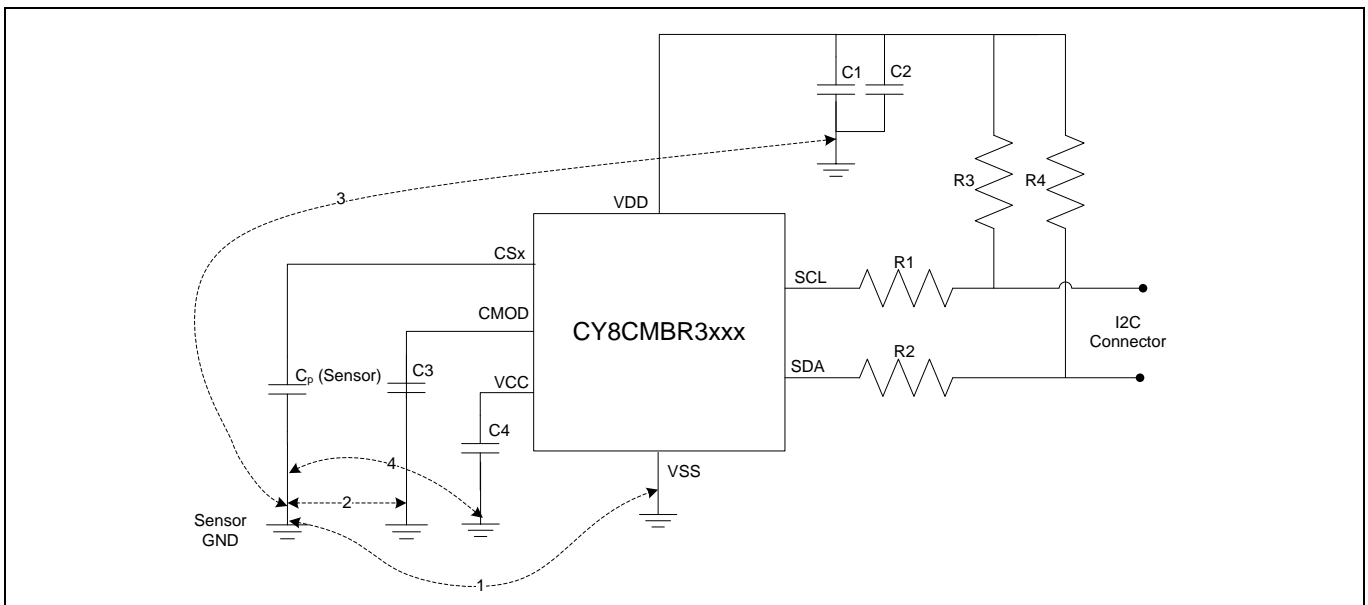 C1
C2
R3
R4
3
VDD
CSx
R1
SCL
CMOD
CY8CMBR3xxx
I2C
Connector
Cp (Sensor)
C3
R2
SDA
VCC
C4
4
VSS
2
Sensor
GND
1